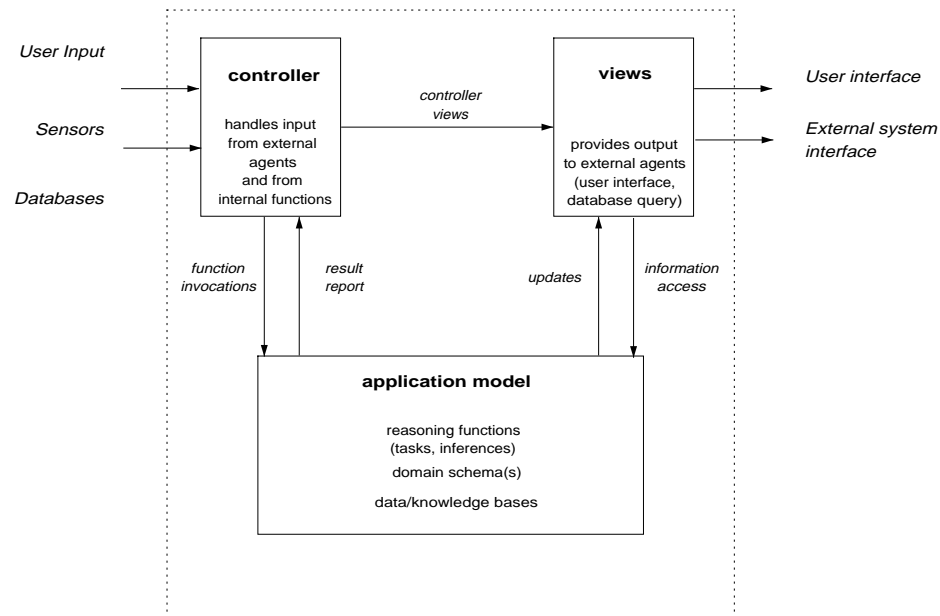 User Input
Sensors
Databases
controller
handles input
from external
agents
and from
internal functions
controller
views
views
provides output
to external agents
(user interface,
database query)
User interface
External system
interface
function
invocations
result
report
updates
information
access
application model
reasoning functions
(tasks, inferences)
domain schema(s)
data/knowledge bases